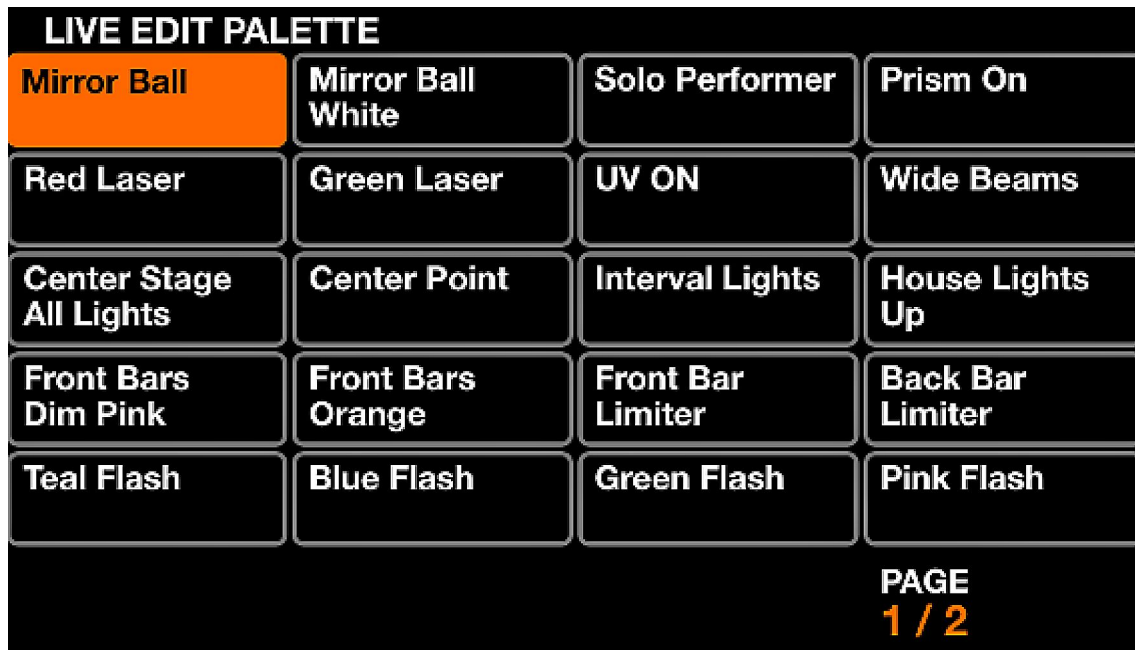 LIVE EDIT PALETTE
Mirror Ball
Mirror Ball
White
Solo Performer
Prism On
Red Laser
Green Laser
UV ON
Wide Beams
Center Stage
All Lights
Center Point
Interval Lights
House Lights
Up
Front Bars
Dim Pink
Front Bars
Orange
Front Bar
Limiter
Back Bar
Limiter
Teal Flash
Blue Flash
Green Flash
Pink Flash
PAGE
1 / 2